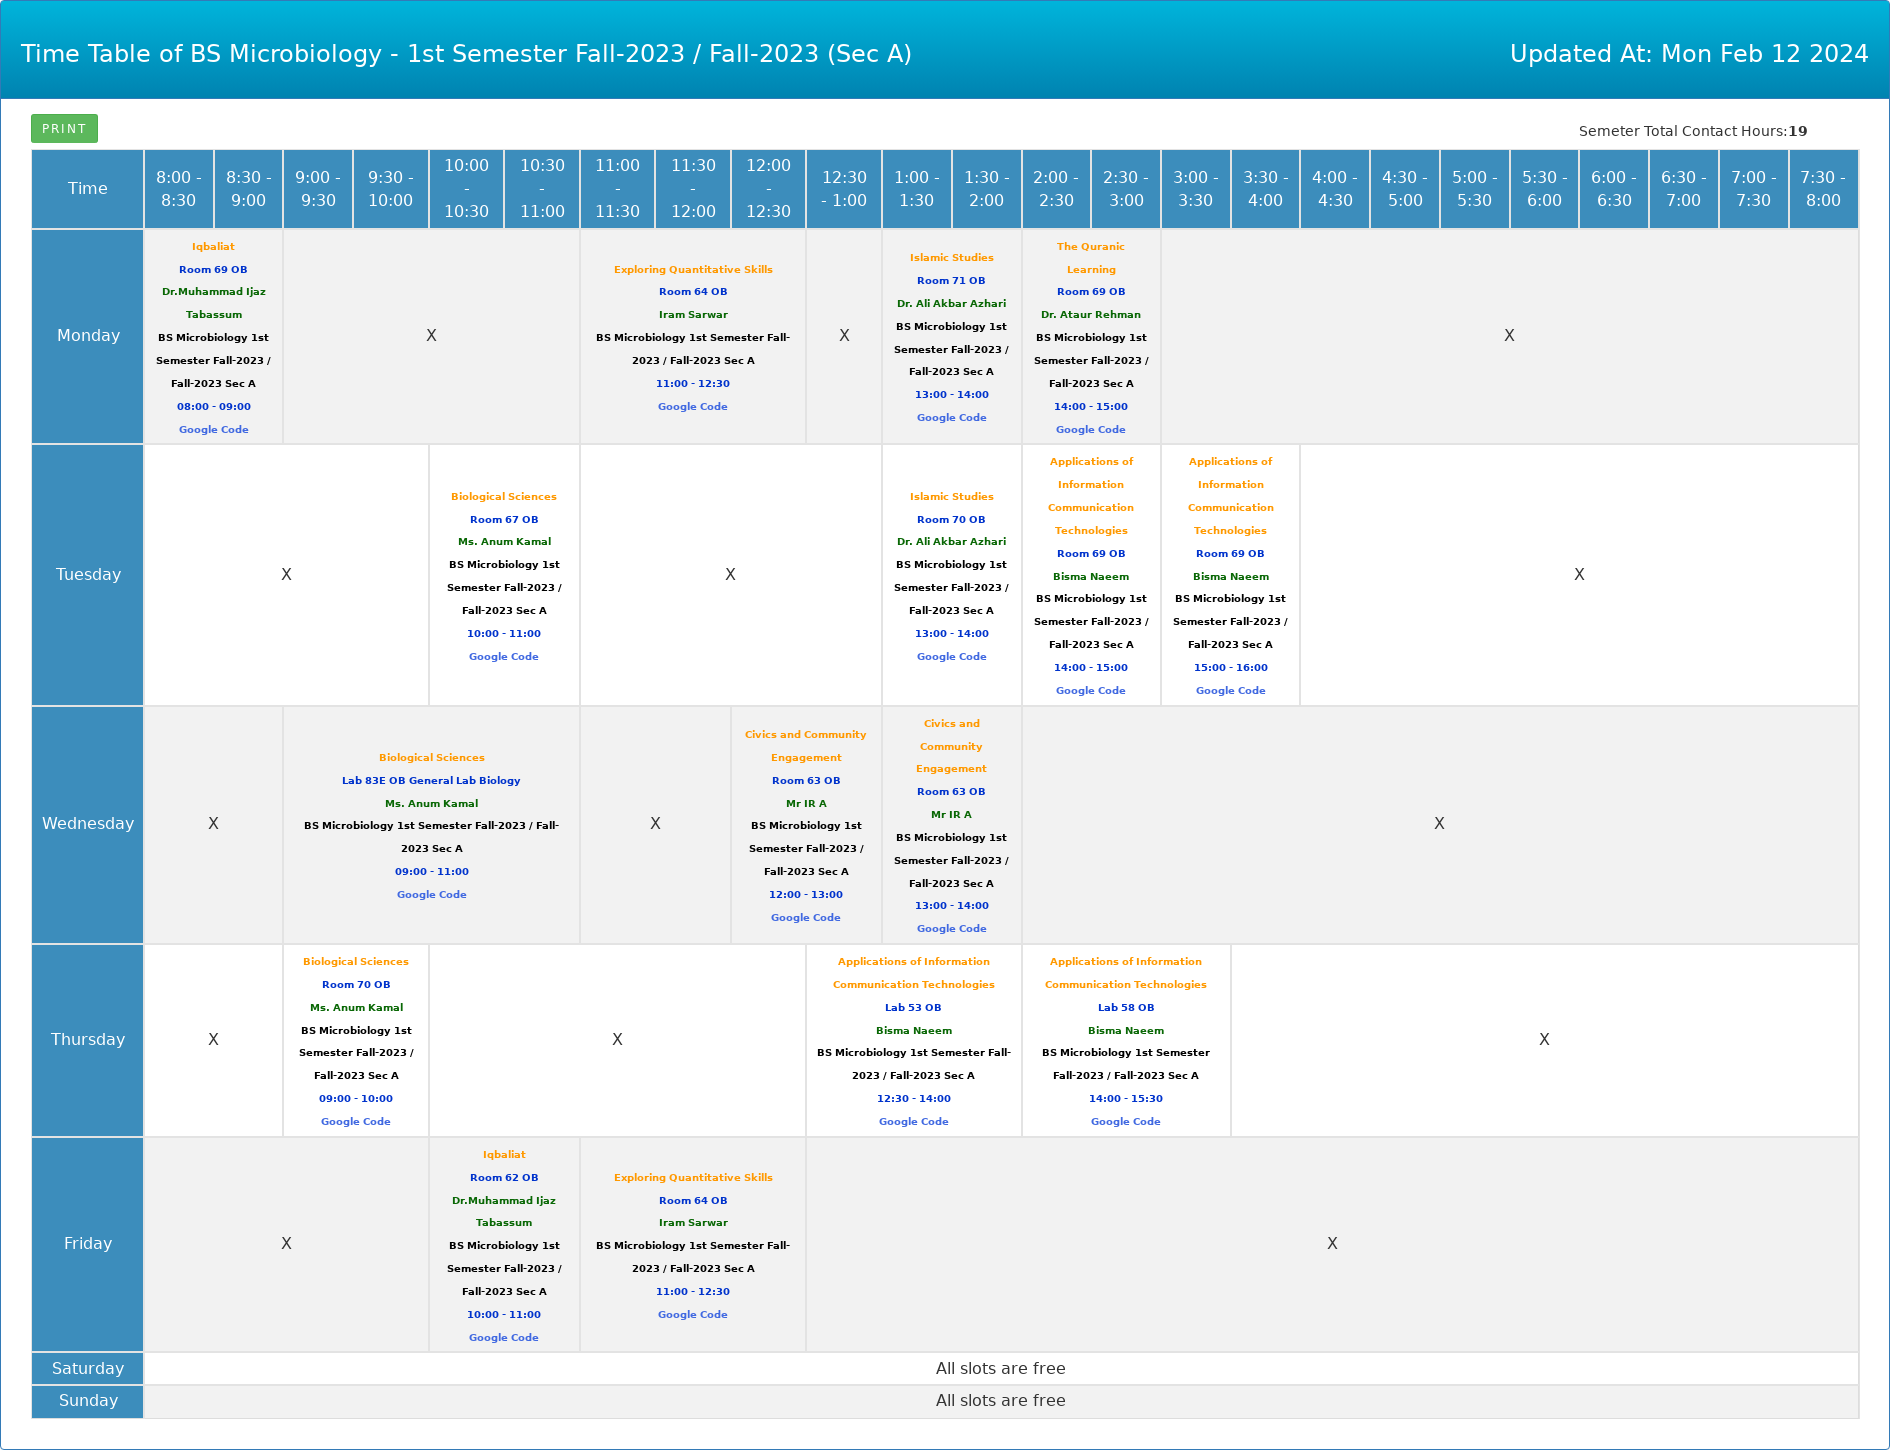 Time Table of BS Microbiology - 1st Semester Fall-2023 / Fall-2023 (Sec A)
Updated At: Mon Feb 12 2024
PRINT
Semeter Total Contact Hours:19
Time
8:00 -
8:30
8:30 -
9:00
9:00 -
9:30
9:30 -
10:00
10:00
-
10:30
10:30
-
11:00
11:00
-
11:30
11:30
-
12:00
12:00
-
12:30
12:30
- 1:00
1:00 -
1:30
1:30 -
2:00
2:00 -
2:30
2:30 -
3:00
3:00 -
3:30
3:30 -
4:00
4:00 -
4:30
4:30 -
5:00
5:00 -
5:30
5:30 -
6:00
6:00 -
6:30
6:30 -
7:00
7:00 -
7:30
7:30 -
8:00
Monday
Iqbaliat
Room 69 OB
Dr.Muhammad Ijaz
Tabassum
BS Microbiology 1st
Semester Fall-2023 /
Fall-2023 Sec A
08:00 - 09:00
Google Code
X
Exploring Quantitative Skills
Room 64 OB
Iram Sarwar
BS Microbiology 1st Semester Fall-
2023 / Fall-2023 Sec A
11:00 - 12:30
Google Code
X
Islamic Studies
Room 71 OB
Dr. Ali Akbar Azhari
BS Microbiology 1st
Semester Fall-2023 /
Fall-2023 Sec A
13:00 - 14:00
Google Code
The Quranic
Learning
Room 69 OB
Dr. Ataur Rehman
BS Microbiology 1st
Semester Fall-2023 /
Fall-2023 Sec A
14:00 - 15:00
Google Code
X
Tuesday
X
Biological Sciences
Room 67 OB
Ms. Anum Kamal
BS Microbiology 1st
Semester Fall-2023 /
Fall-2023 Sec A
10:00 - 11:00
Google Code
X
Islamic Studies
Room 70 OB
Dr. Ali Akbar Azhari
BS Microbiology 1st
Semester Fall-2023 /
Fall-2023 Sec A
13:00 - 14:00
Google Code
Applications of
Information
Communication
Technologies
Room 69 OB
Bisma Naeem
BS Microbiology 1st
Semester Fall-2023 /
Fall-2023 Sec A
14:00 - 15:00
Google Code
Applications of
Information
Communication
Technologies
Room 69 OB
Bisma Naeem
BS Microbiology 1st
Semester Fall-2023 /
Fall-2023 Sec A
15:00 - 16:00
Google Code
X
Wednesday
X
Biological Sciences
Lab 83E OB General Lab Biology
Ms. Anum Kamal
BS Microbiology 1st Semester Fall-2023 / Fall-
2023 Sec A
09:00 - 11:00
Google Code
X
Civics and Community
Engagement
Room 63 OB
Mr IR A
BS Microbiology 1st
Semester Fall-2023 /
Fall-2023 Sec A
12:00 - 13:00
Google Code
Civics and
Community
Engagement
Room 63 OB
Mr IR A
BS Microbiology 1st
Semester Fall-2023 /
Fall-2023 Sec A
13:00 - 14:00
Google Code
X
Thursday
X
Biological Sciences
Room 70 OB
Ms. Anum Kamal
BS Microbiology 1st
Semester Fall-2023 /
Fall-2023 Sec A
09:00 - 10:00
Google Code
X
Applications of Information
Communication Technologies
Lab 53 OB
Bisma Naeem
BS Microbiology 1st Semester Fall-
2023 / Fall-2023 Sec A
12:30 - 14:00
Google Code
Applications of Information
Communication Technologies
Lab 58 OB
Bisma Naeem
BS Microbiology 1st Semester
Fall-2023 / Fall-2023 Sec A
14:00 - 15:30
Google Code
X
Friday
X
Iqbaliat
Room 62 OB
Dr.Muhammad Ijaz
Tabassum
BS Microbiology 1st
Semester Fall-2023 /
Fall-2023 Sec A
10:00 - 11:00
Google Code
Exploring Quantitative Skills
Room 64 OB
Iram Sarwar
BS Microbiology 1st Semester Fall-
2023 / Fall-2023 Sec A
11:00 - 12:30
Google Code
X
Saturday
All slots are free
Sunday
All slots are free